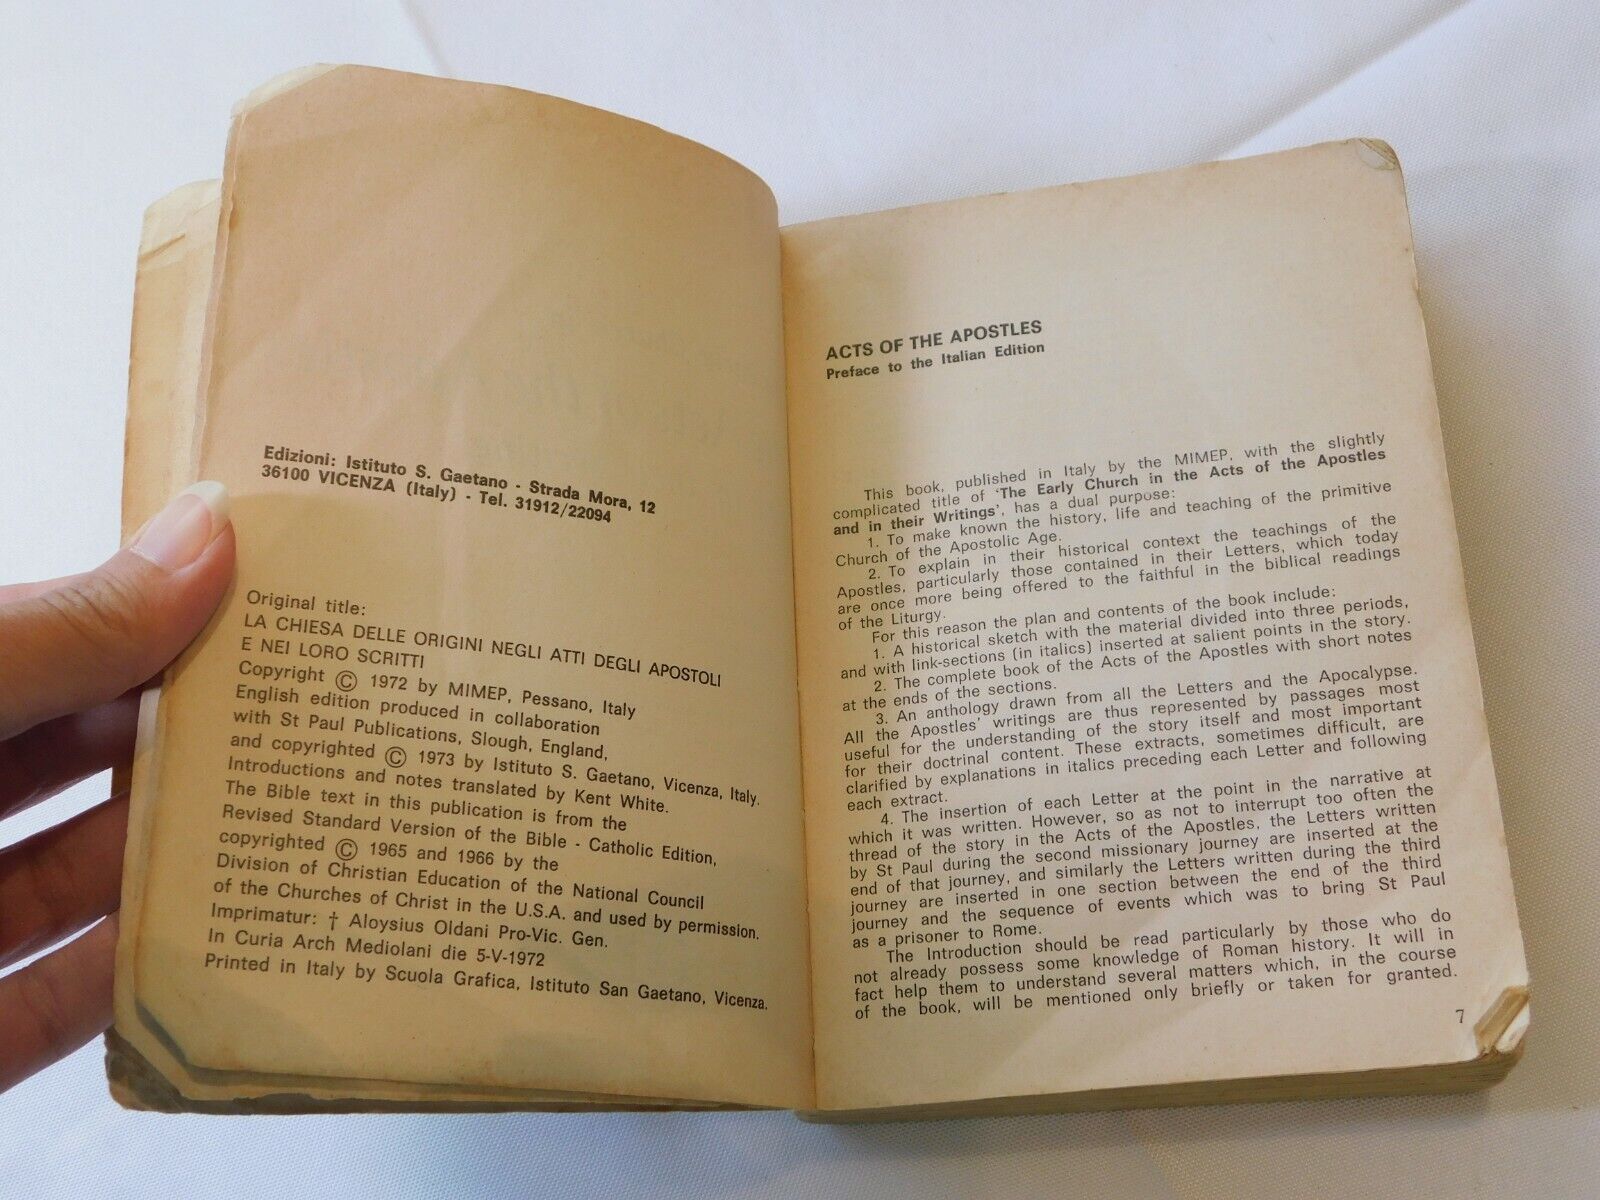 Edizioni: Istituto S. Gaetano - Strada Mora, 12
36100 VICENZA (Italy) - Tel. 31912/22094
Original title:
LA CHIESA DELLE ORIGINI NEGLI ATTI DEGLI APOSTOLI
E NEI LORO SCRITTI
Copyright © 1972 by MIMEP, Pessano, Italy
English edition produced in collaboration
with St Paul Publications, Slough, England,
and copyrighted © 1973 by Istituto S. Gaetano, Vicenza, Italy.
Introductions and notes translated by Kent White.
The Bible text in this publication is from the
Revised Standard Version of the Bible - Catholic Edition,
copyrighted © 1965 and 1966 by the
Division of Christian Education of the National Council
of the Churches of Christ in the U.S.A. and used by permission.
Imprimatur: † Aloysius Oldani Pro-Vic. Gen.
In Curia Arch Mediolani die 5-V-1972
Printed in Italy by Scuola Grafica, Istituto San Gaetano, Vicenza.
ACTS OF THE APOSTLES
Preface to the Italian Edition
This book, published in Italy by the MIMEP, with the slightly
complicated title of 'The Early Church in the Acts of the Apostles
and in their Writings', has a dual purpose:
1. To make known the history, life and teaching of the primitive
Church of the Apostolic Age.
2. To explain in their historical context the teachings of the
Apostles, particularly those contained in their Letters, which today
are once more being offered to the faithful in the biblical readings
of the Liturgy.
For this reason the plan and contents of the book include:
1. A historical sketch with the material divided into three periods,
and with link-sections (in italics) inserted at salient points in the story.
2. The complete book of the Acts of the Apostles with short notes
at the ends of the sections.
3. An anthology drawn from all the Letters and the Apocalypse.
All the Apostles' writings are thus represented by passages most
useful for the understanding of the story itself and most important
for their doctrinal content. These extracts, sometimes difficult, are
clarified by explanations in italics preceding each Letter and following
each extract.
4. The insertion of each Letter at the point in the narrative at
which it was written. However, so as not to interrupt too often the
thread of the story in the Acts of the Apostles, the Letters written
by St Paul during the second missionary journey are inserted at the
end of that journey, and similarly the Letters written during the third
journey are inserted in one section between the end of the third
journey and the sequence of events which was to bring St Paul
as a prisoner to Rome.
The Introduction should be read particularly by those who do
not already possess some knowledge of Roman history. It will in
fact help them to understand several matters which, in the course
of the book, will be mentioned only briefly or taken for granted.
7